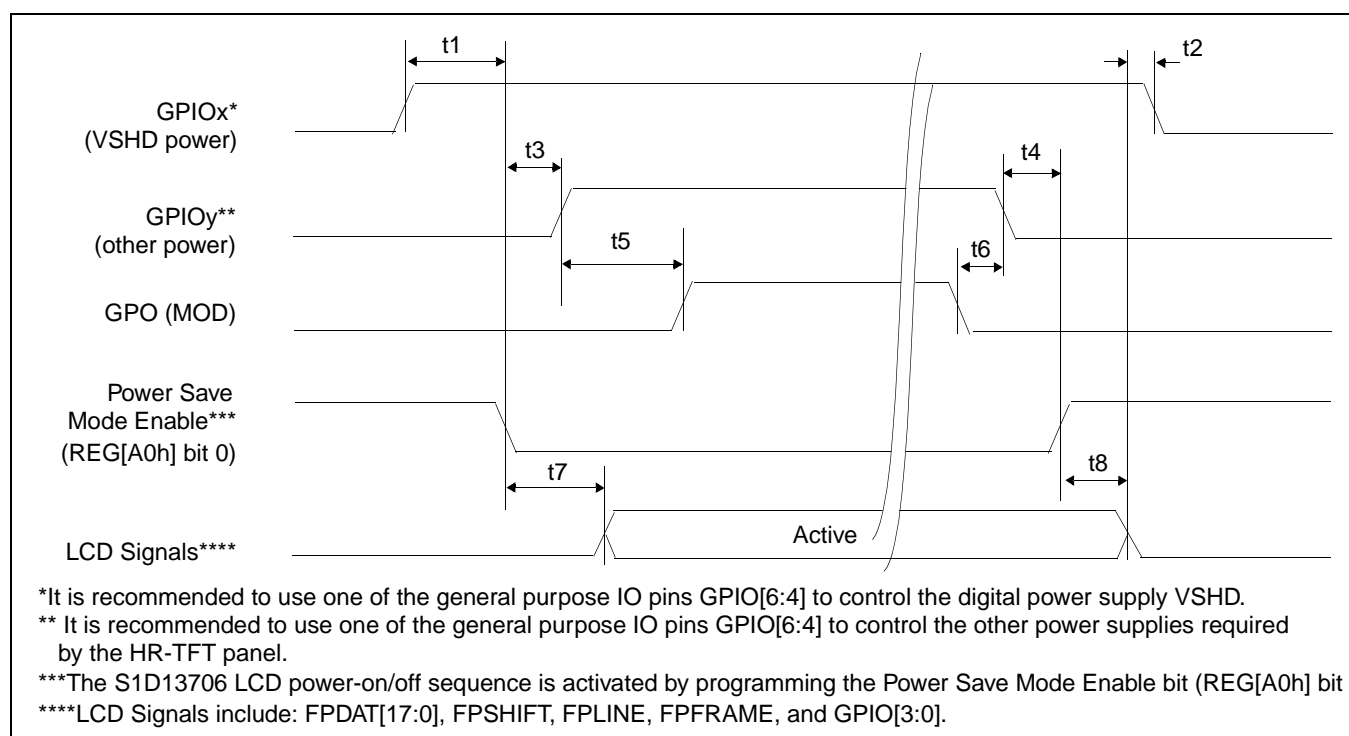 t1
t2
GPIOx*
(VSHD power)
t3
t4
GPIOy**
(other power)
t5
t6
GPO (MOD)
Power Save
Mode Enable***
(REG[A0h] bit 0)
t7
t8
LCD Signals****
Active
*It is recommended to use one of the general purpose IO pins GPIO[6:4] to control the digital power supply VSHD.
** It is recommended to use one of the general purpose IO pins GPIO[6:4] to control the other power supplies required
by the HR-TFT panel.
***The S1D13706 LCD power-on/off sequence is activated by programming the Power Save Mode Enable bit (REG[A0h] bit
****LCD Signals include: FPDAT[17:0], FPSHIFT, FPLINE, FPFRAME, and GPIO[3:0].